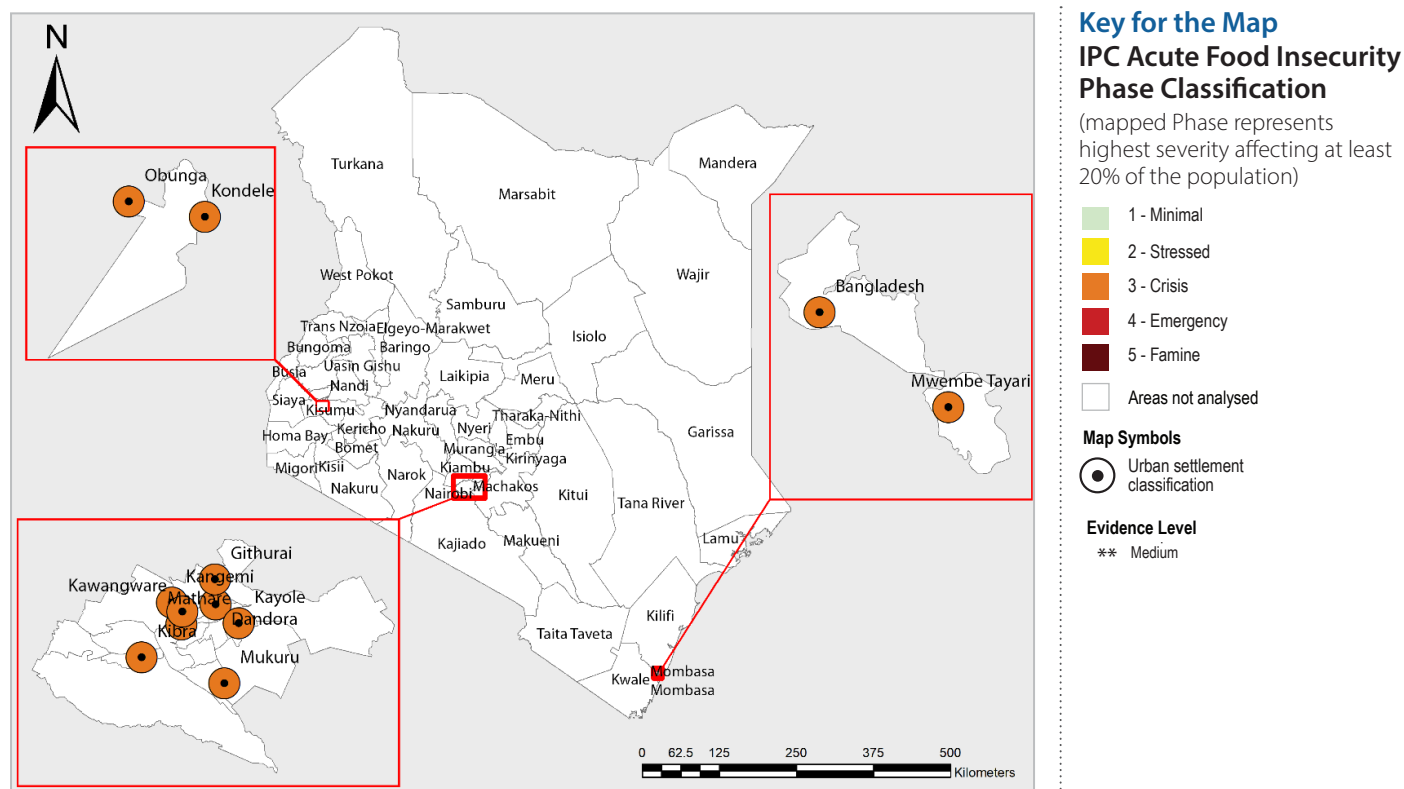 N
Turkana
Marsabit
Mandera
Wajir
West Pokot
Samburu
Isiolo
Trans Nzoia
Elgeyo-Marakwet
Bungoma
Baringo
Busia
Uasin Gishu
Nandi
Laikipia
Meru
Siaya
Kisumu
Nyandarua
Tharaka-Nithi
Homa Bay
Kericho
Nakuru
Nyeri
Embu
Garissa
Bomet
Murang'a
Kirinyaga
Migori
Kisii
Narok
Kiambu
Nakuru
Nairobi
Machakos
Kitui
Tana River
Kajiado
Makueni
Lamu
Taita Taveta
Kilifi
Kwale
Mombasa
Mombasa
Obunga
Kondele
Bangladesh
Mwembe Tayari
Githurai
Kawangware
Kangemi
Mathare
Kayole
Dandora
Kibra
Mukuru
0 62.5 125 250 375 500
Kilometers
Key for the Map
IPC Acute Food Insecurity
Phase Classification
(mapped Phase represents
highest severity affecting at least
20% of the population)
1 - Minimal
2 - Stressed
3 - Crisis
4 - Emergency
5 - Famine
Areas not analysed
Map Symbols
Urban settlement
classification
Evidence Level
** Medium